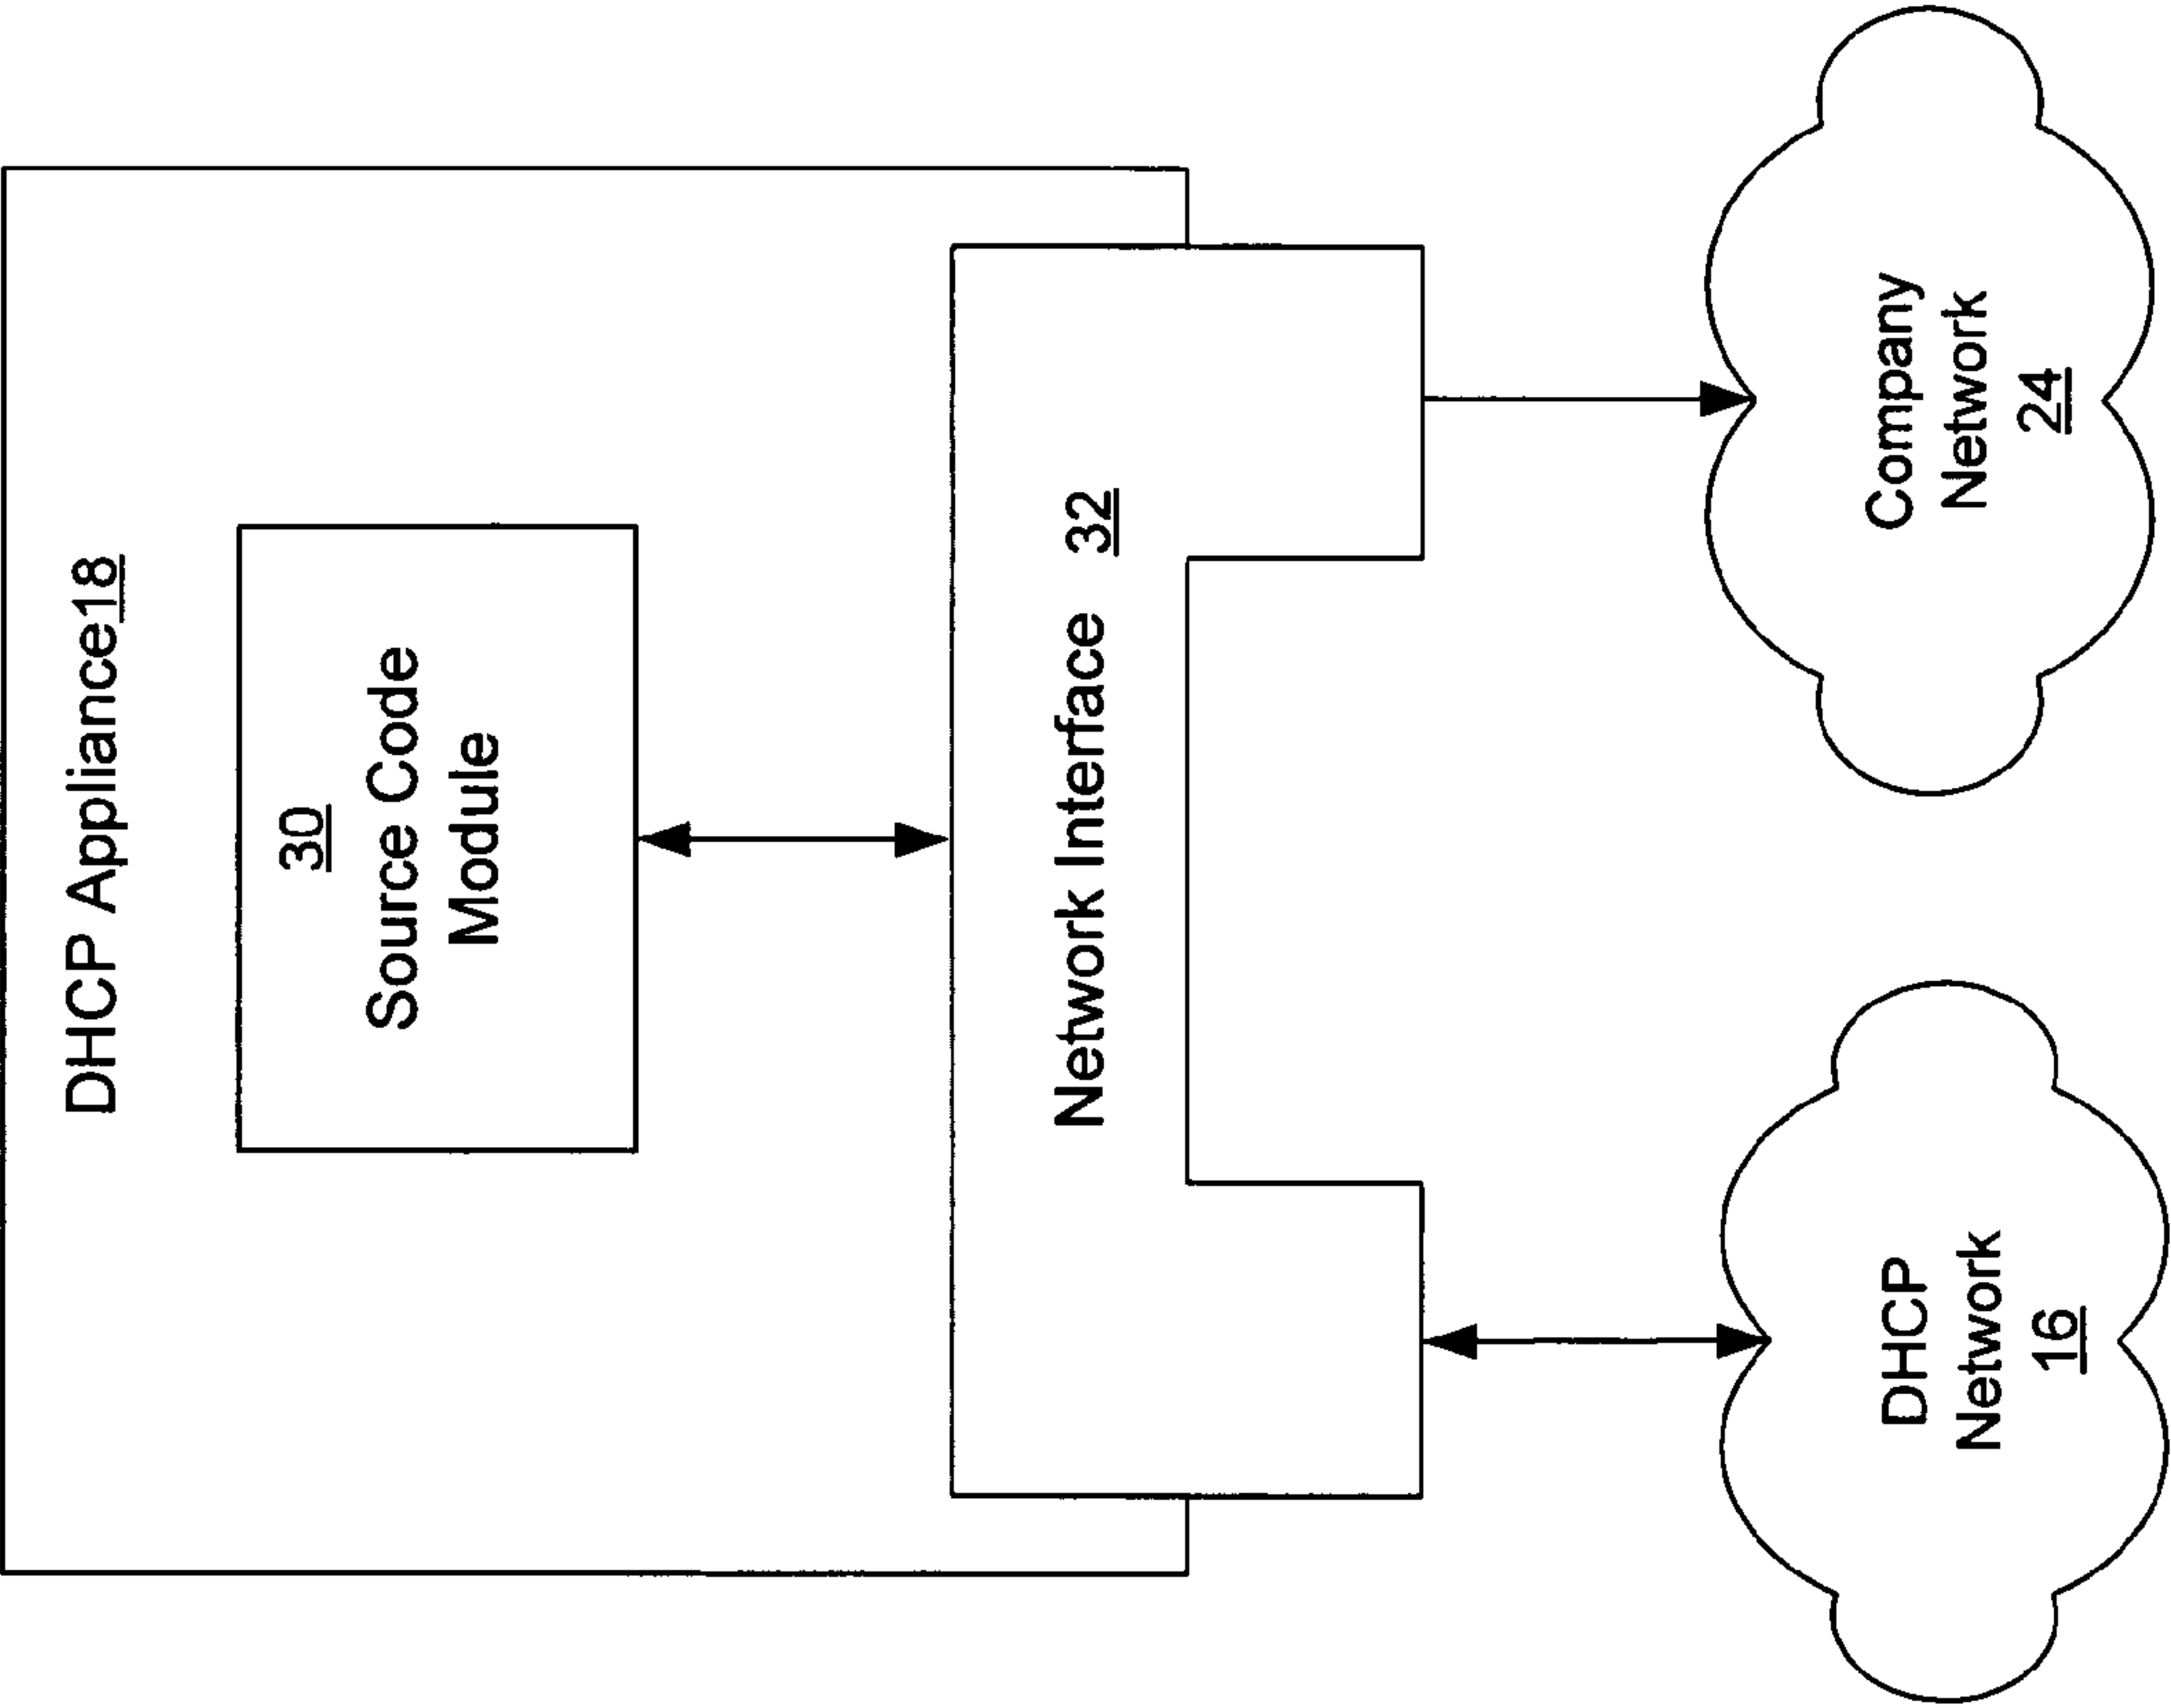 DHCP Appliance18
30
Source Code
Module
Network Interface 32
DHCP
Network
16
Company
Network
24